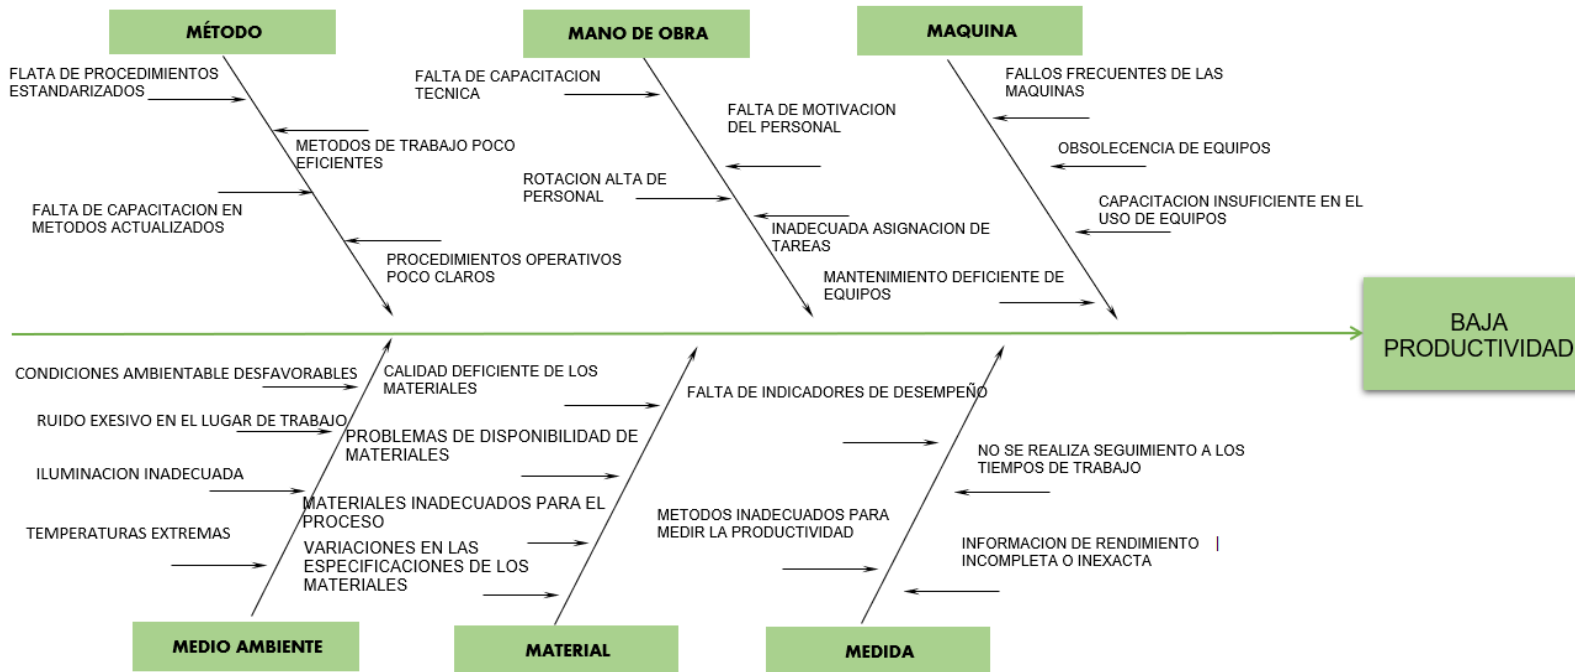 MÉTODO
MANO DE OBRA
MAQUINA
FLATA DE PROCEDIMIENTOS
ESTANDARIZADOS
METODOS DE TRABAJO POCO
EFICIENTES
FALTA DE CAPACITACION EN
METODOS ACTUALIZADOS
PROCEDIMIENTOS OPERATIVOS
POCO CLAROS
FALTA DE CAPACITACION
TECNICA
FALTA DE MOTIVACION
DEL PERSONAL
ROTACION ALTA DE
PERSONAL
INADECUADA ASIGNACION DE
TAREAS
FALLOS FRECUENTES DE LAS
MAQUINAS
OBSOLECENCIA DE EQUIPOS
CAPACITACION INSUFICIENTE EN EL
USO DE EQUIPOS
MANTENIMIENTO DEFICIENTE DE
EQUIPOS
BAJA
PRODUCTIVIDAD
CONDICIONES AMBIENTABLE DESFAVORABLES
RUIDO EXESIVO EN EL LUGAR DE TRABAJO
ILUMINACION INADECUADA
TEMPERATURAS EXTREMAS
CALIDAD DEFICIENTE DE LOS
MATERIALES
PROBLEMAS DE DISPONIBILIDAD DE
MATERIALES
MATERIALES INADECUADOS PARA EL
PROCESO
VARIACIONES EN LAS
ESPECIFICACIONES DE LOS
MATERIALES
FALTA DE INDICADORES DE DESEMPEÑO
NO SE REALIZA SEGUIMIENTO A LOS
TIEMPOS DE TRABAJO
METODOS INADECUADOS PARA
MEDIR LA PRODUCTIVIDAD
INFORMACION DE RENDIMIENTO
INCOMPLETA O INEXACTA
MEDIO AMBIENTE
MATERIAL
MEDIDA